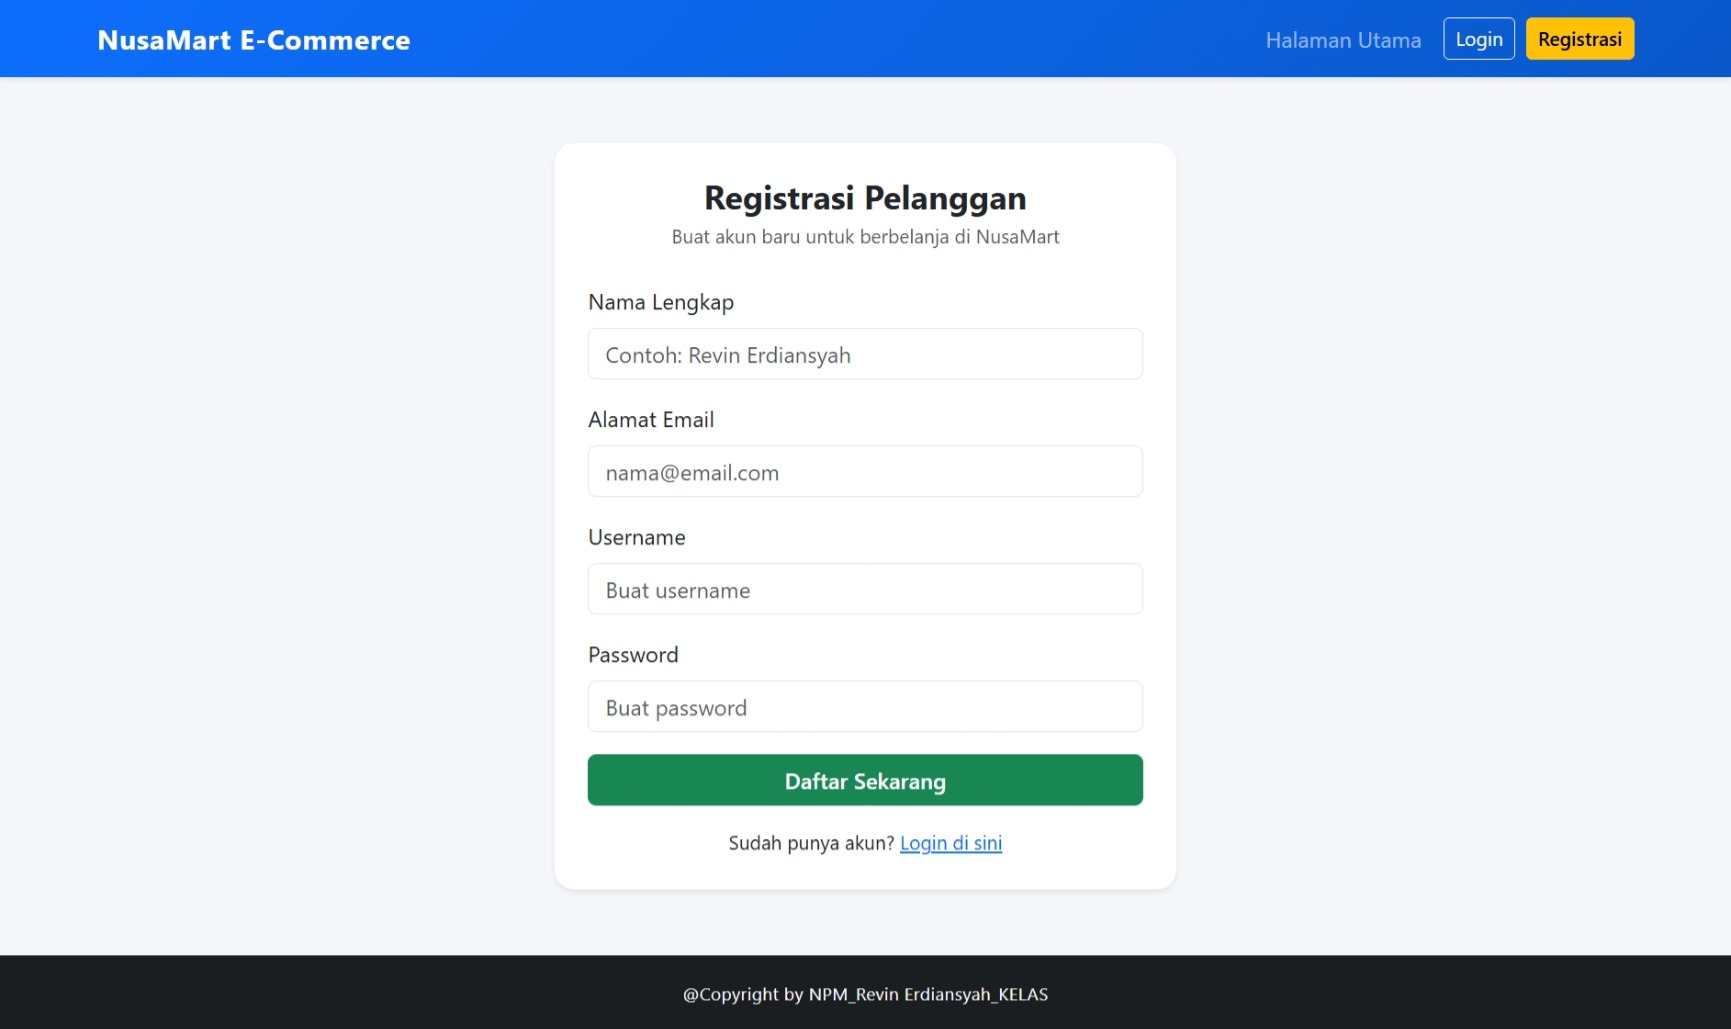 NusaMart E-Commerce
Halaman Utama
Login
Registrasi
Registrasi Pelanggan
Buat akun baru untuk berbelanja di NusaMart
Nama Lengkap
Contoh: Revin Erdiansyah
Alamat Email
nama@email.com
Username
Buat username
Password
Buat password
Daftar Sekarang
Sudah punya akun? Login di sini
@Copyright by NPM_Revin Erdiansyah_KELAS